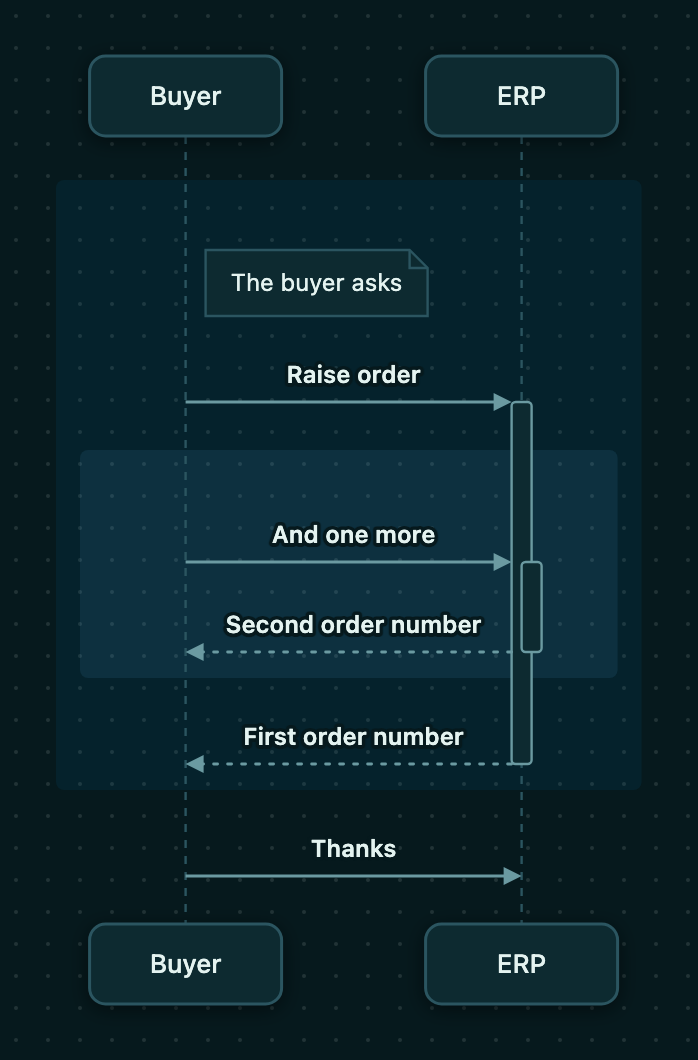 Buyer
ERP
The buyer asks
Raise order
And one more
Second order number
First order number
Thanks
Buyer
ERP